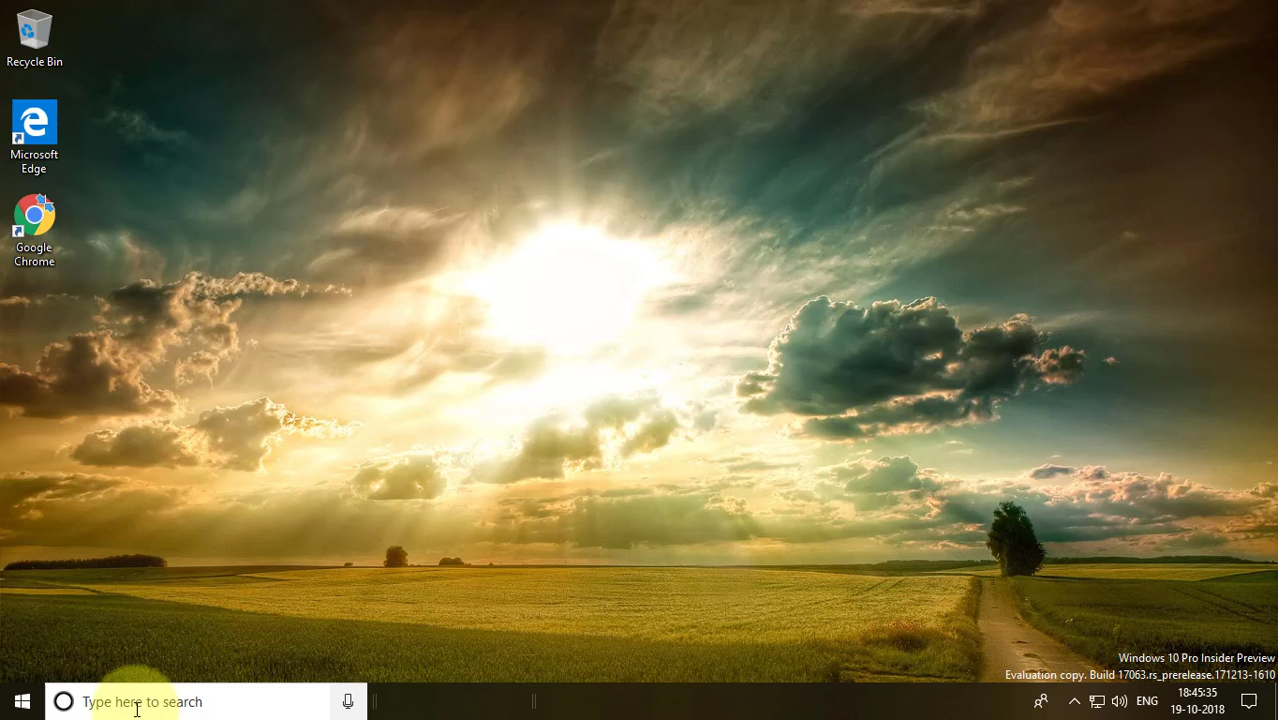 Recycle Bin
Microsoft
Edge
Google
Chrome
Windows 10 Pro Insider Preview
Evaluation copy. Build 17063.rs_prerelease.171213-1610
Type here to search
ENG
18:45:35
19-10-2018